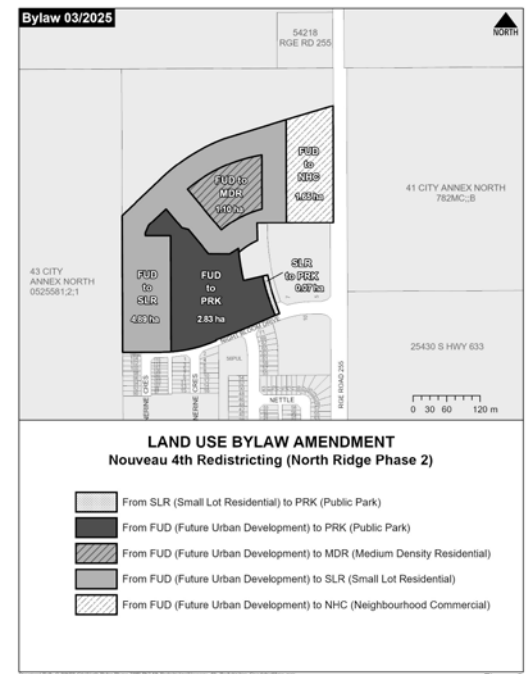 Bylaw 03/2025
NORTH
54218
RGE RD 255
FUD
to
NHC
1.65 ha
FUD to
MDR
1.10 ha
41 CITY ANNEX NORTH
782MC;;B
SLR
to PRK
0.07 ha
43 CITY
ANNEX NORTH
0525581;2;1
FUD
to
SLR
4.89 ha
FUD
to
PRK
2.83 ha
25430 S HWY 633
NETTLE
RGE ROAD 255
0 30 60 120 m
LAND USE BYLAW AMENDMENT
Nouveau 4th Redistricting (North Ridge Phase 2)
From SLR (Small Lot Residential) to PRK (Public Park)
From FUD (Future Urban Development) to PRK (Public Park)
From FUD (Future Urban Development) to MDR (Medium Density Residential)
From FUD (Future Urban Development) to SLR (Small Lot Residential)
From FUD (Future Urban Development) to NHC (Neighbourhood Commercial)